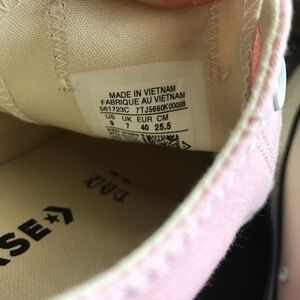 MADE IN VIETNAM
FABRIQUE AU VIETNAM
561723C 7TJ5660K00008
US UK EUR CM
9 7 40 25.5
RSE